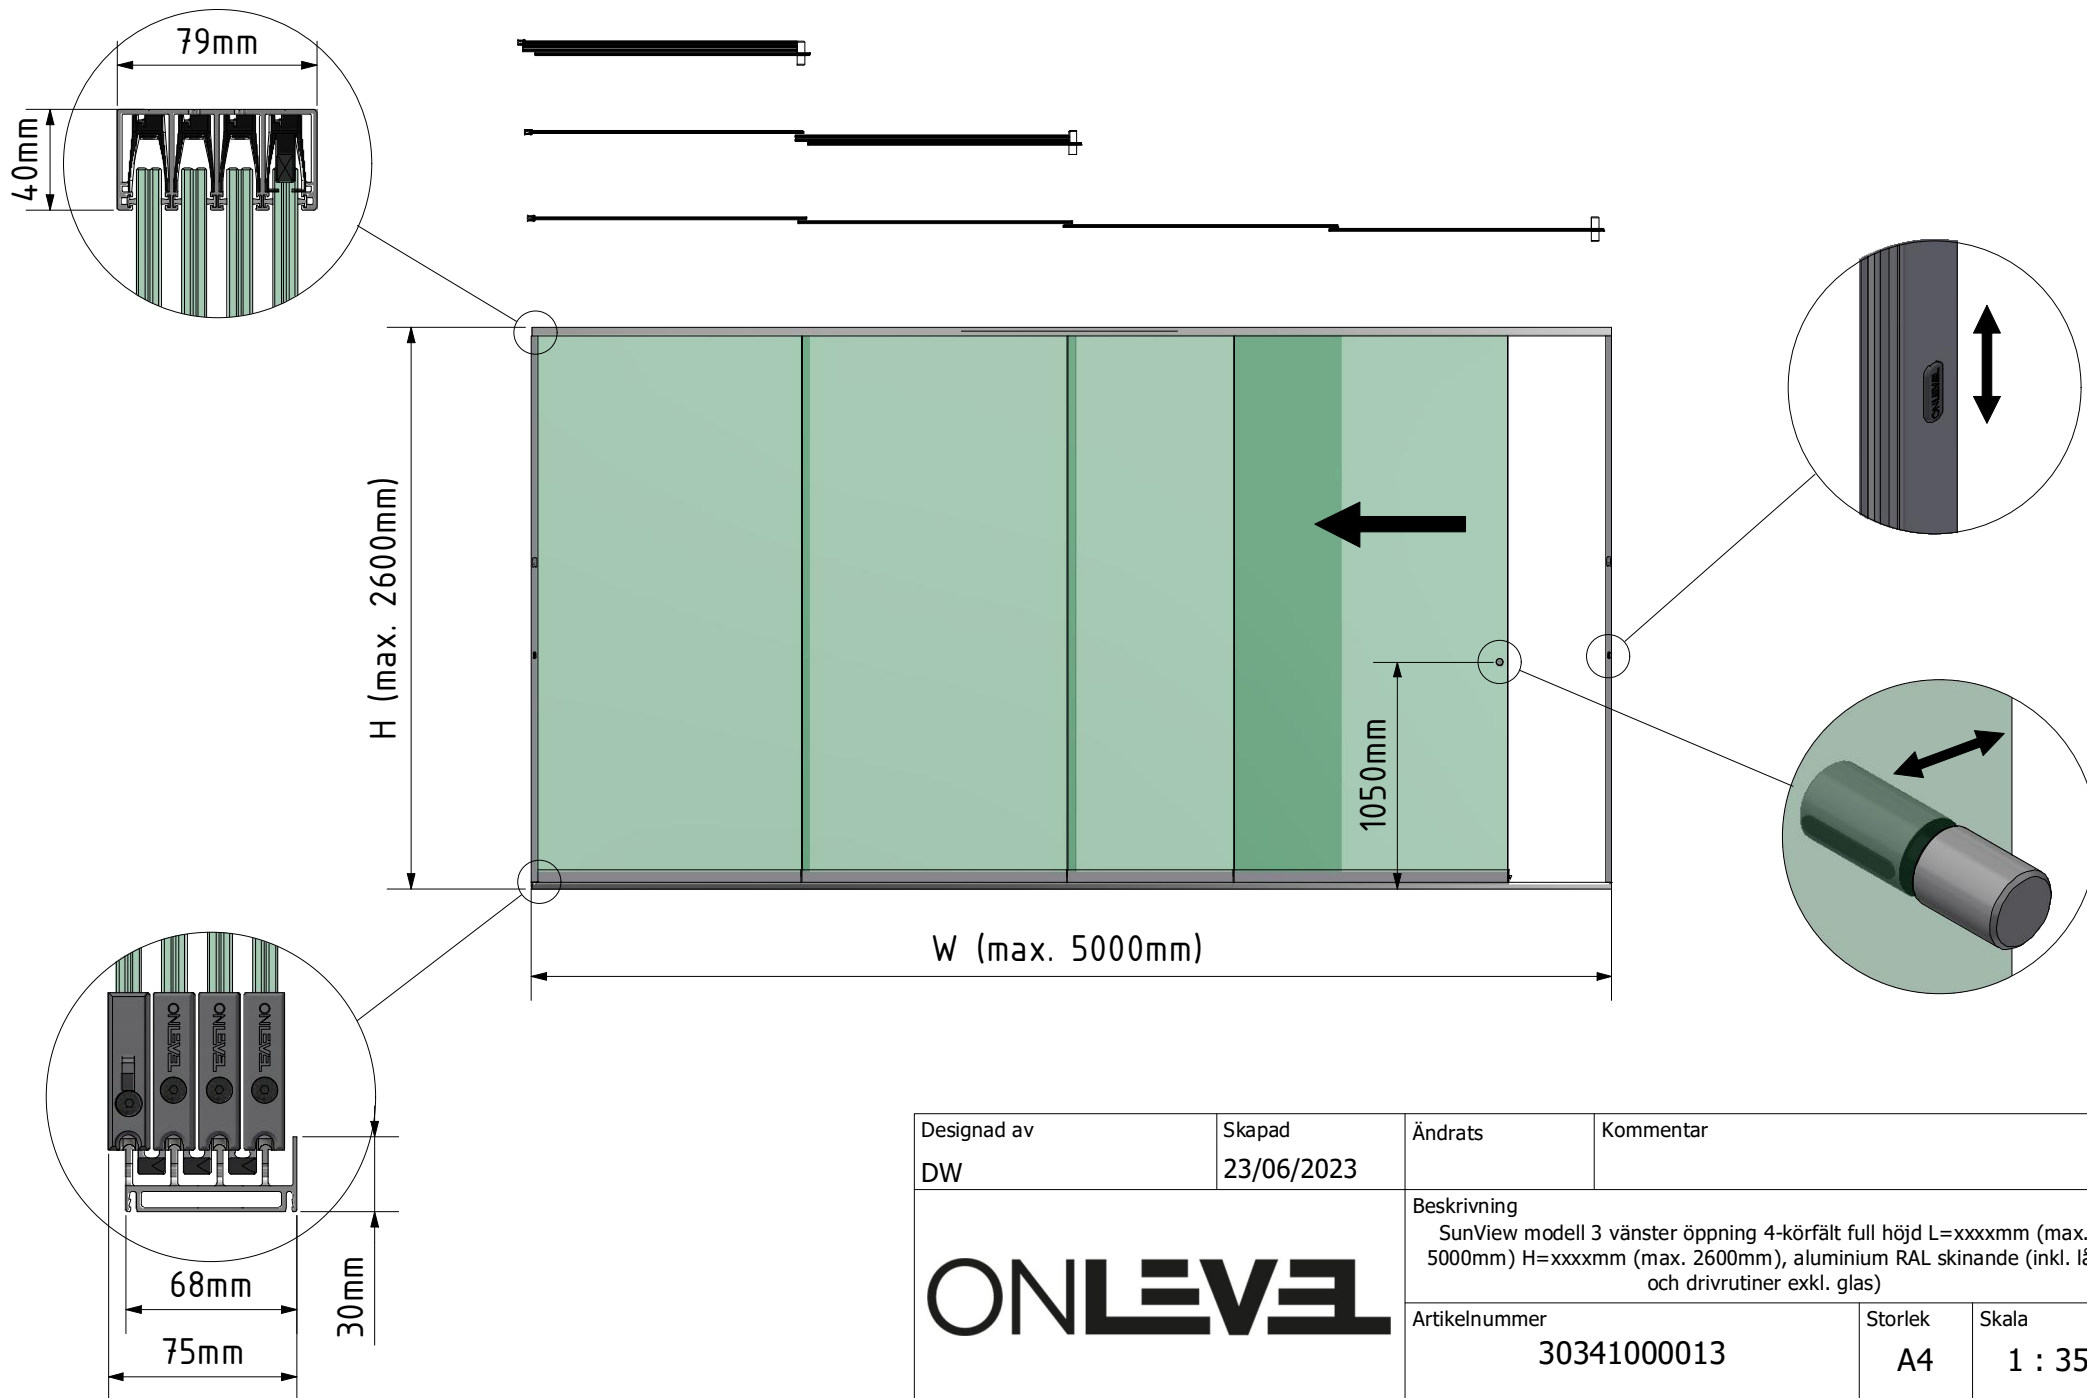 79mm
40mm
H (max. 2600mm)
1050mm
W (max. 5000mm)
ONLEVEL
ONLEVEL
ONLEVEL
ONLEVEL
68mm
75mm
30mm
Designad av
DW
Skapad
23/06/2023
Ändrats
Kommentar
ONLEVEL
Beskrivning
SunView modell 3 vänster öppning 4-körfält full höjd L=xxxxmm (max.
5000mm) H=xxxxmm (max. 2600mm), aluminium RAL skinande (inkl.
och drivrutiner exkl. glas)
Artikelnummer
30341000013
Storlek
A4
Skala
1 : 35